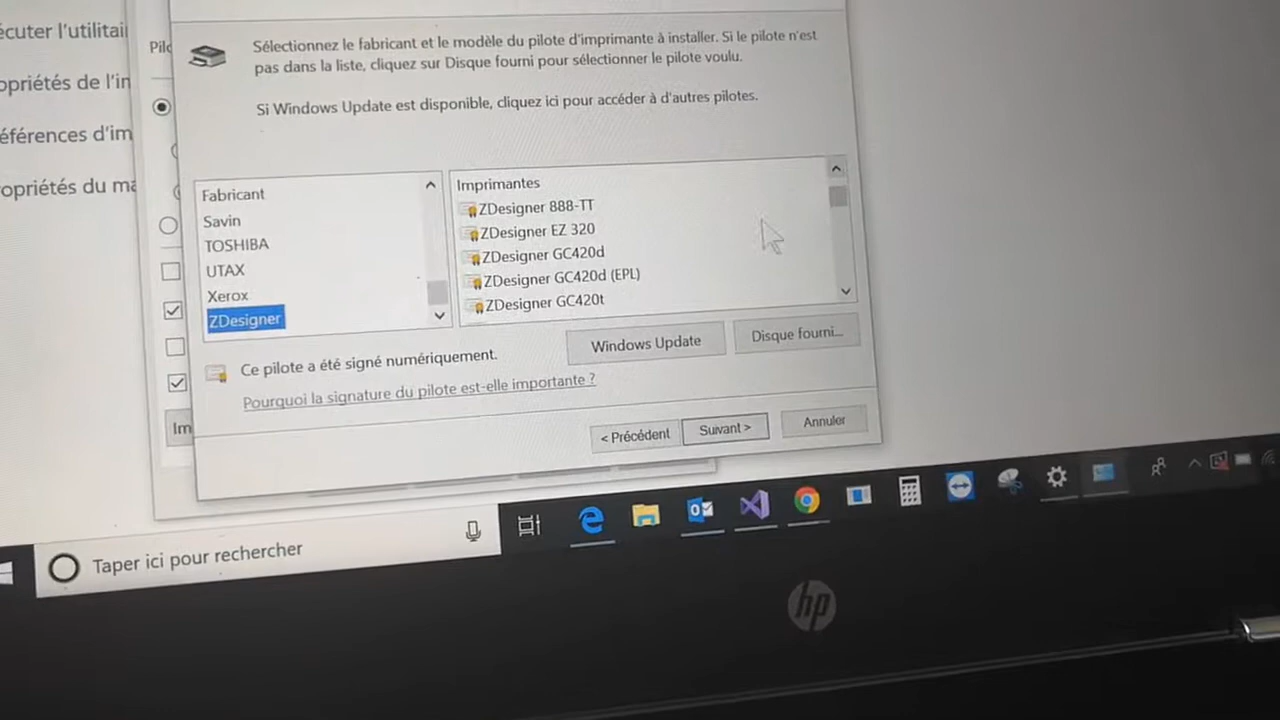 écuter l'utilitai
opriétés de l'im
éférences d'im
opriétés du ma
Pilo
Sélectionnez le fabricant et le modèle du pilote d'imprimante à installer. Si le pilote n'est
pas dans la liste, cliquez sur Disque fourni pour sélectionner le pilote voulu.
Si Windows Update est disponible, cliquez ici pour accéder à d'autres pilotes.
Fabricant
Savin
TOSHIBA
UTAX
Xerox
ZDesigner
Imprimantes
ZDesigner 888-TT
ZDesigner EZ 320
ZDesigner GC420d
ZDesigner GC420d (EPL)
ZDesigner GC420t
Windows Update
Disque fourni...
Ce pilote a été signé numériquement.
Pourquoi la signature du pilote est-elle importante ?
Im
< Précédent
Suivant >
Annuler
Taper ici pour rechercher
hp